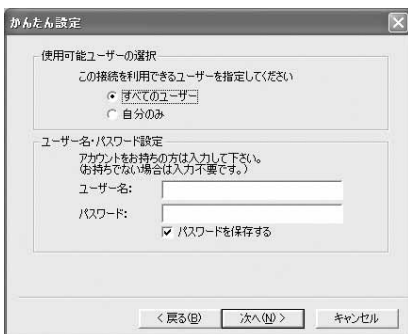 かんたん設定
使用可能ユーザーの選択
この接続を利用できるユーザーを指定してください
すべてのユーザー
自分のみ
ユーザー名・パスワード設定
アカウントをお持ちの方は入力して下さい。
(お持ちでない場合は入力不要です。)
ユーザー名:
パスワード:
パスワードを保存する
< 戻る(B) 次へ(N) > キャンセル